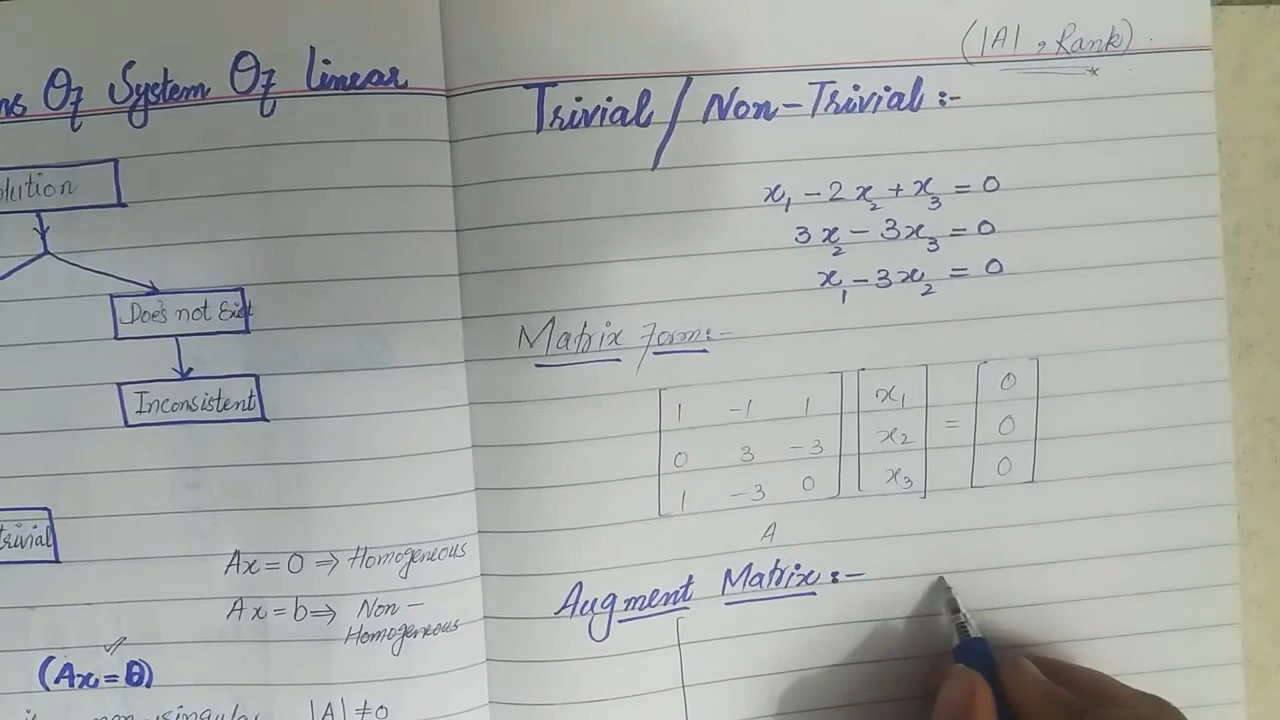 Of System Of linear
Does not Exist
Inconsistent
Ax = 0 ⇒ Homogeneous
Ax = b ⇒ Non -
Homogeneous
(Ax = 0)
non-singular |A| ≠ 0
(|A| , Rank).
Trivial / Non-Trivial :-
x₁ - 2x₂ + x₃ = 0
3x₂ - 3x₃ = 0
x₁ - 3x₂ = 0
Matrix Form:-
1 -1 1 x₁ 0
0 3 -3 x₂ = 0
1 -3 0 x₃ 0
A
Augment Matrix :-